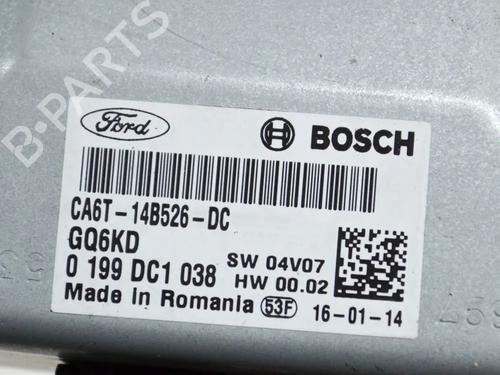 B-PARTS
Ford
BOSCH
CA6T-14B526-DC
GQ6KD
0 199 DC1 038
SW 04V07
HW 00.02
Made in Romania
53F
16-01-14